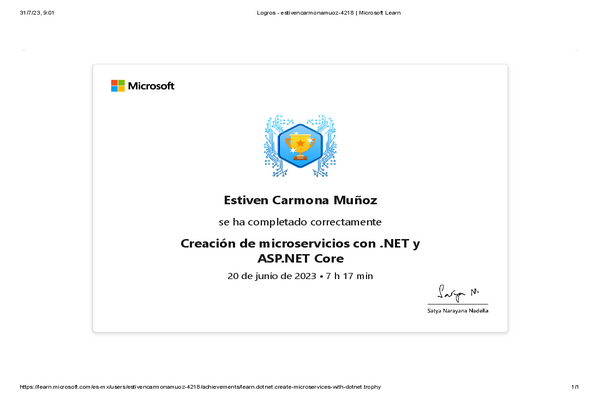 31/7/23, 9:01
Logros - estivencarmonamuoz-4218 | Microsoft Learn
Microsoft
Estiven Carmona Muñoz
se ha completado correctamente
Creación de microservicios con .NET y
ASP.NET Core
20 de junio de 2023 • 7 h 17 min
Satya N.
Satya Narayana Nadella
https://learn.microsoft.com/es-mx/users/estivencarmonamuoz-4218/achievements/learn.dotnet.create-microservices-with-dotnet.trophy
1/1